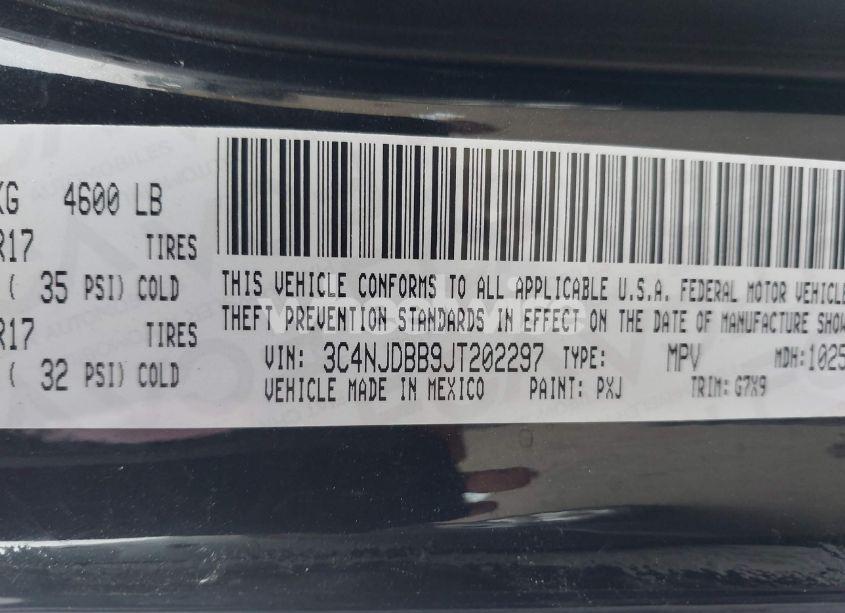 KG 4600 LB
R17 TIRES
( 35 PSI) COLD
R17 TIRES
( 32 PSI) COLD
THIS VEHICLE CONFORMS TO ALL APPLICABLE U.S.A. FEDERAL MOTOR VEHICLE
THEFT PREVENTION STANDARDS IN EFFECT ON THE DATE OF MANUFACTURE SHOW
VIN: 3C4NJDBB9JT202297 TYPE: MPV MDH: 1025
VEHICLE MADE IN MEXICO PAINT: PXJ TRIM: G7X9